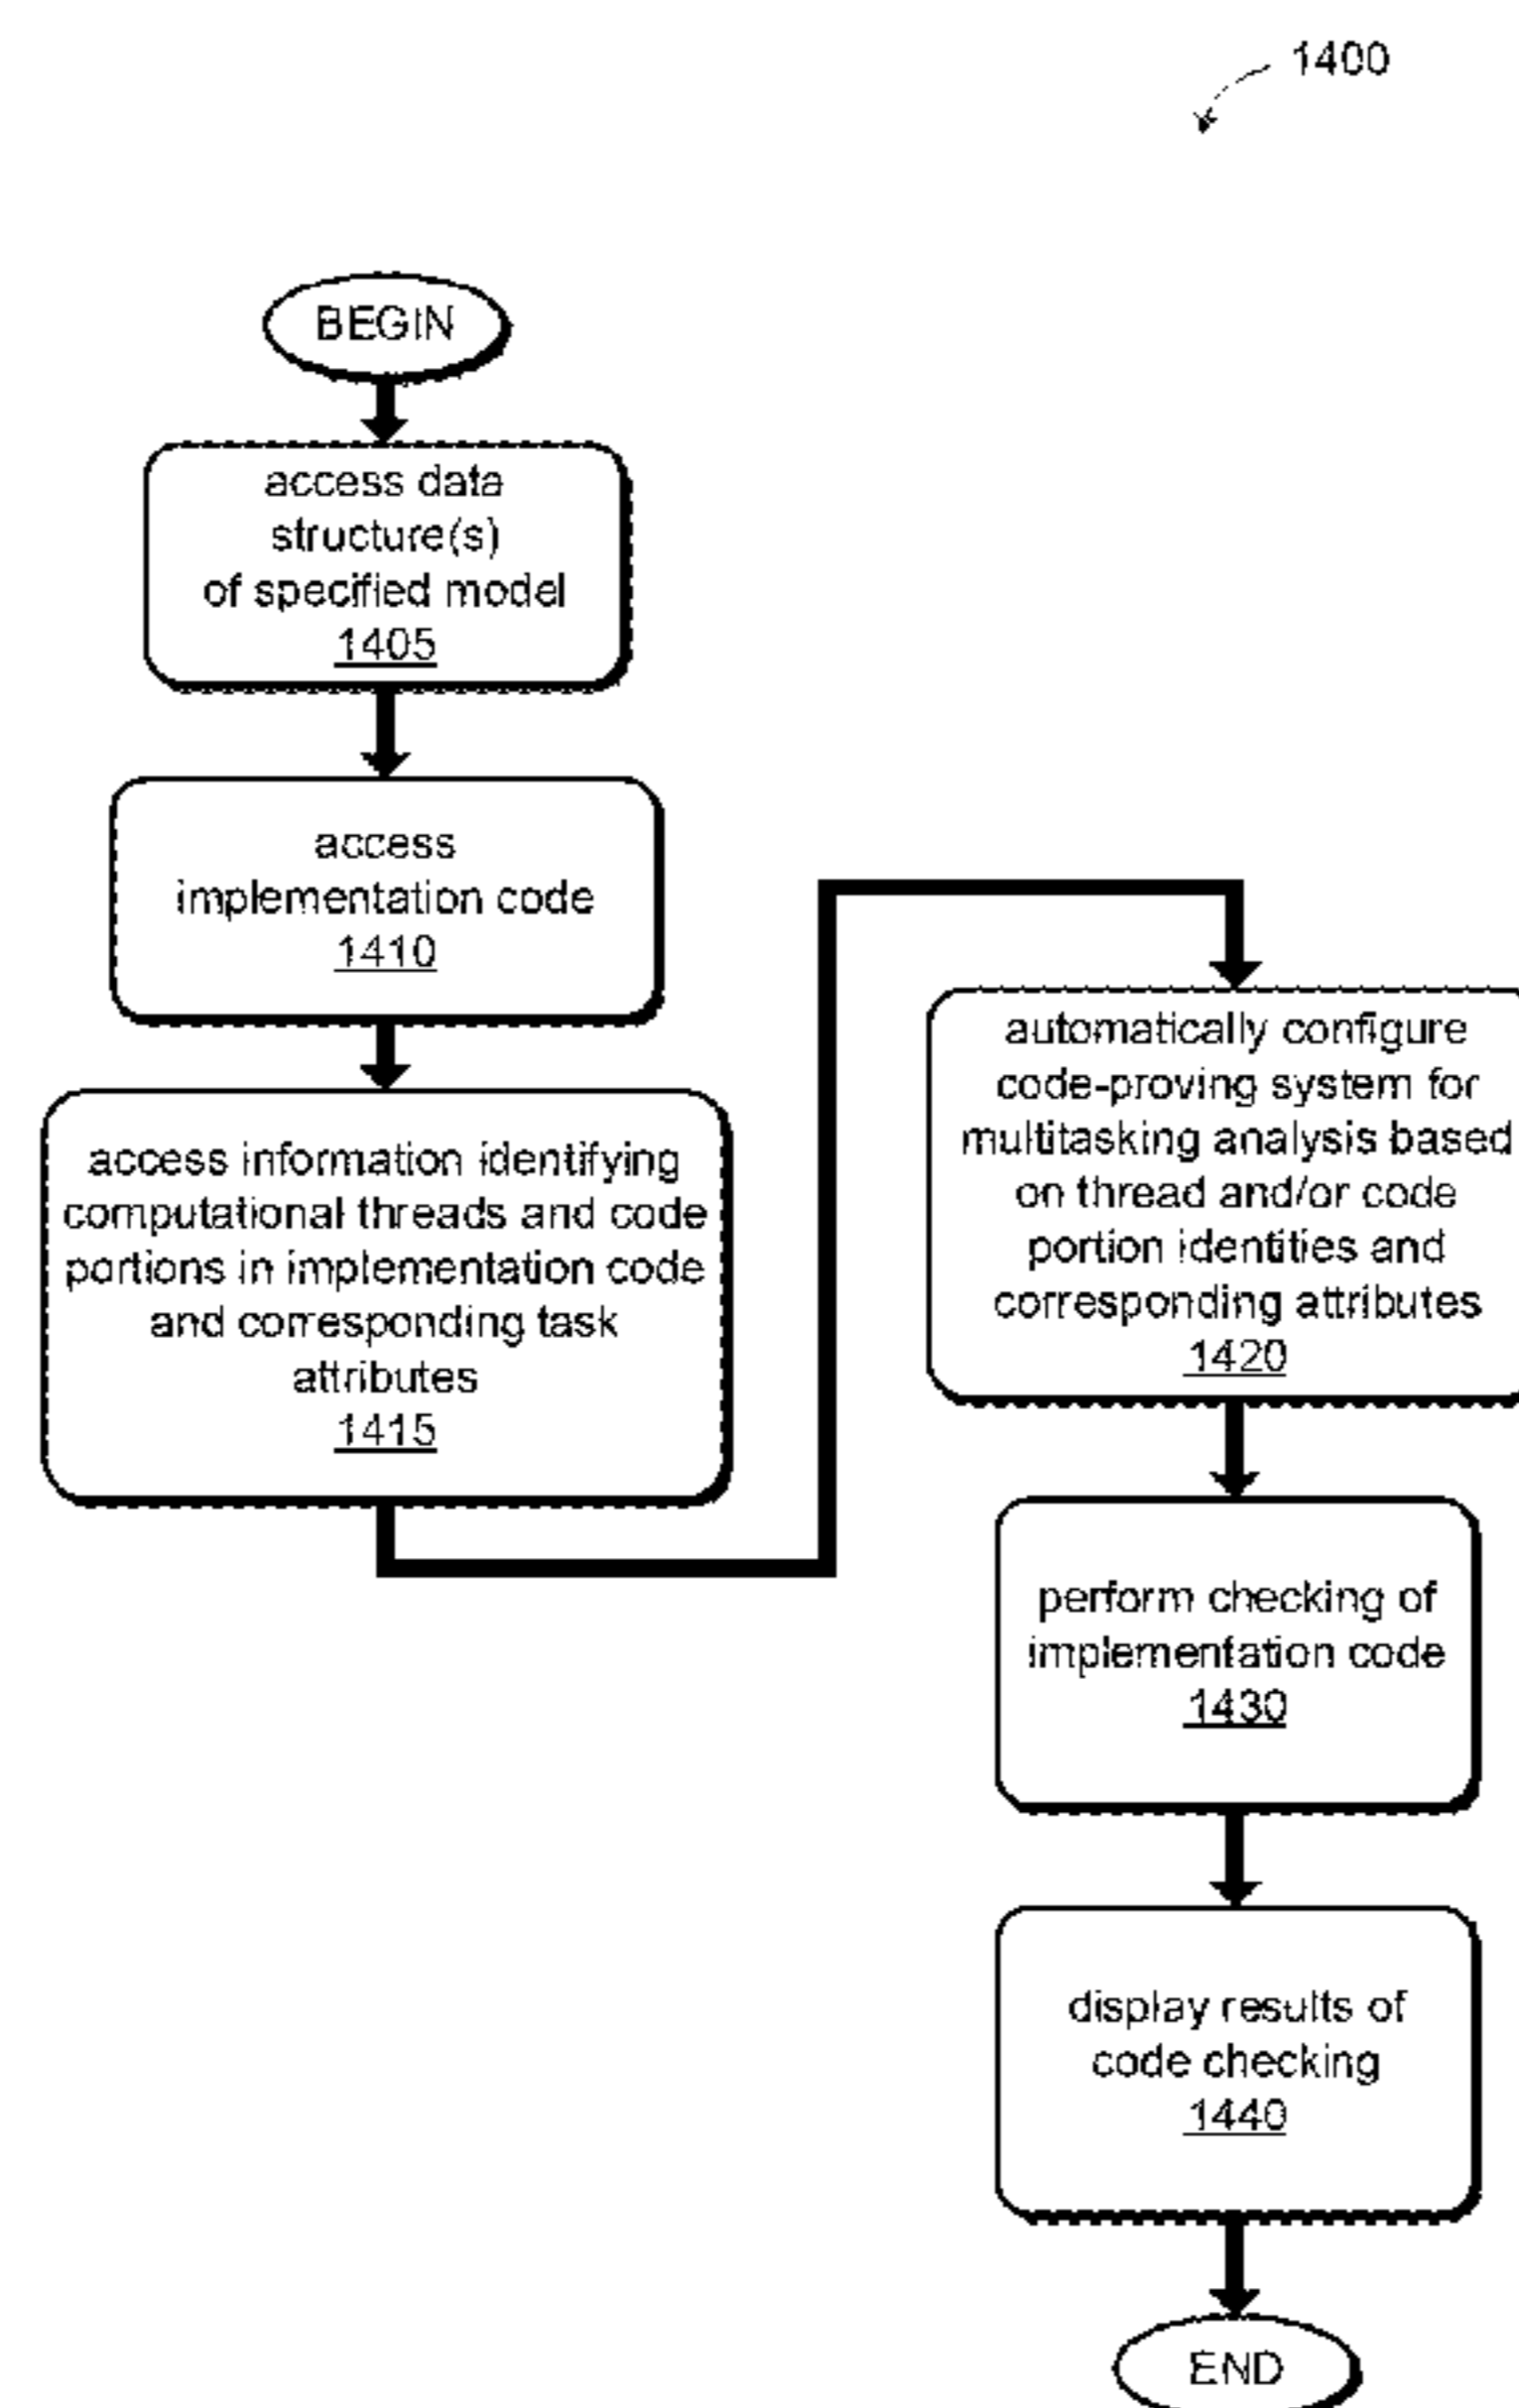 1400
BEGIN
access data
structure(s)
of specified model
1405
access
implementation code
1410
access information identifying
computational threads and code
portions in implementation code
and corresponding task
attributes
1415
automatically configure
code-proving system for
multitasking analysis based
on thread and/or code
portion identities and
corresponding attributes
1420
perform checking of
implementation code
1430
display results of
code checking
1440
END